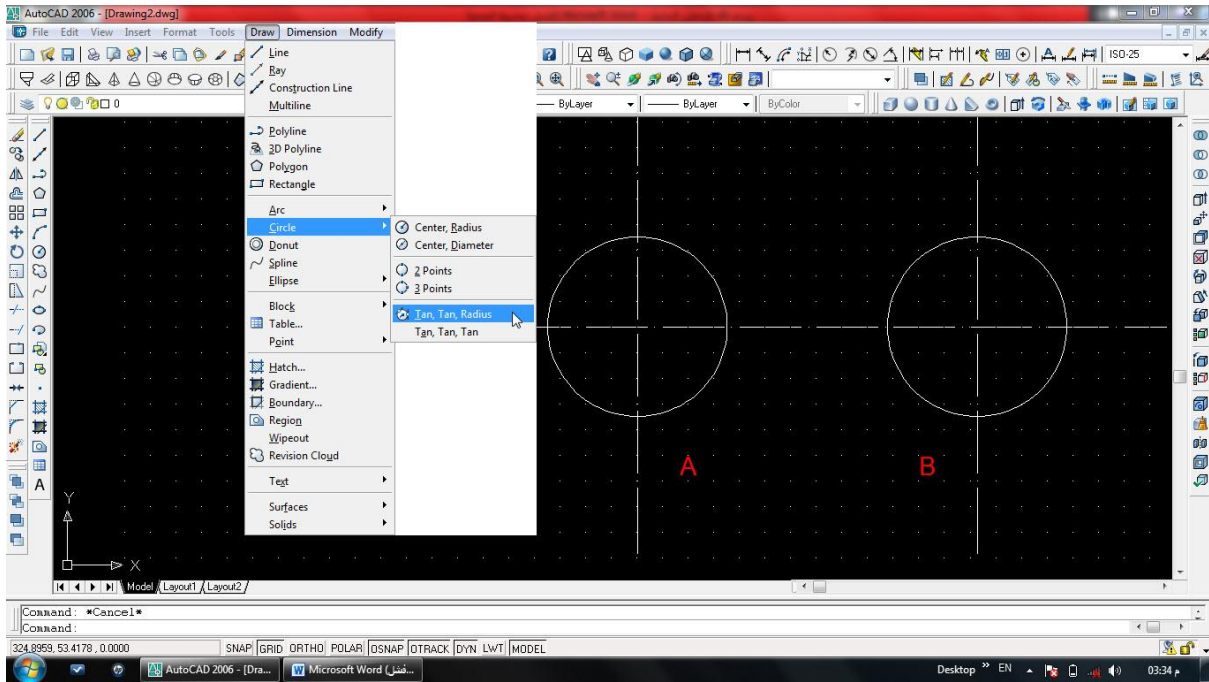 AutoCAD 2006 - [Drawing2.dwg]
File Edit View Insert Format Tools Draw Dimension Modify
Line
Ray
Construction Line
Multiline
Polyline
3D Polyline
Polygon
Rectangle
Arc
Circle
Donut
Spline
Ellipse
Block
Table...
Point
Hatch...
Gradient...
Boundary...
Region
Wipeout
Revision Cloud
Text
Surfaces
Solids
Center, Radius
Center, Diameter
2 Points
3 Points
Tan, Tan, Radius
Tan, Tan, Tan
ISO-25
0
ByLayer ByLayer ByColor
A B
A
Y
X
Model Layout1 Layout2
Command: *Cancel*
Command:
324.8959, 53.4178 , 0.0000 SNAP GRID ORTHO POLAR OSNAP OTRACK DYN LWT MODEL
AutoCAD 2006 - [Dra... Microsoft Word (فصل... Desktop » EN 03:34 م